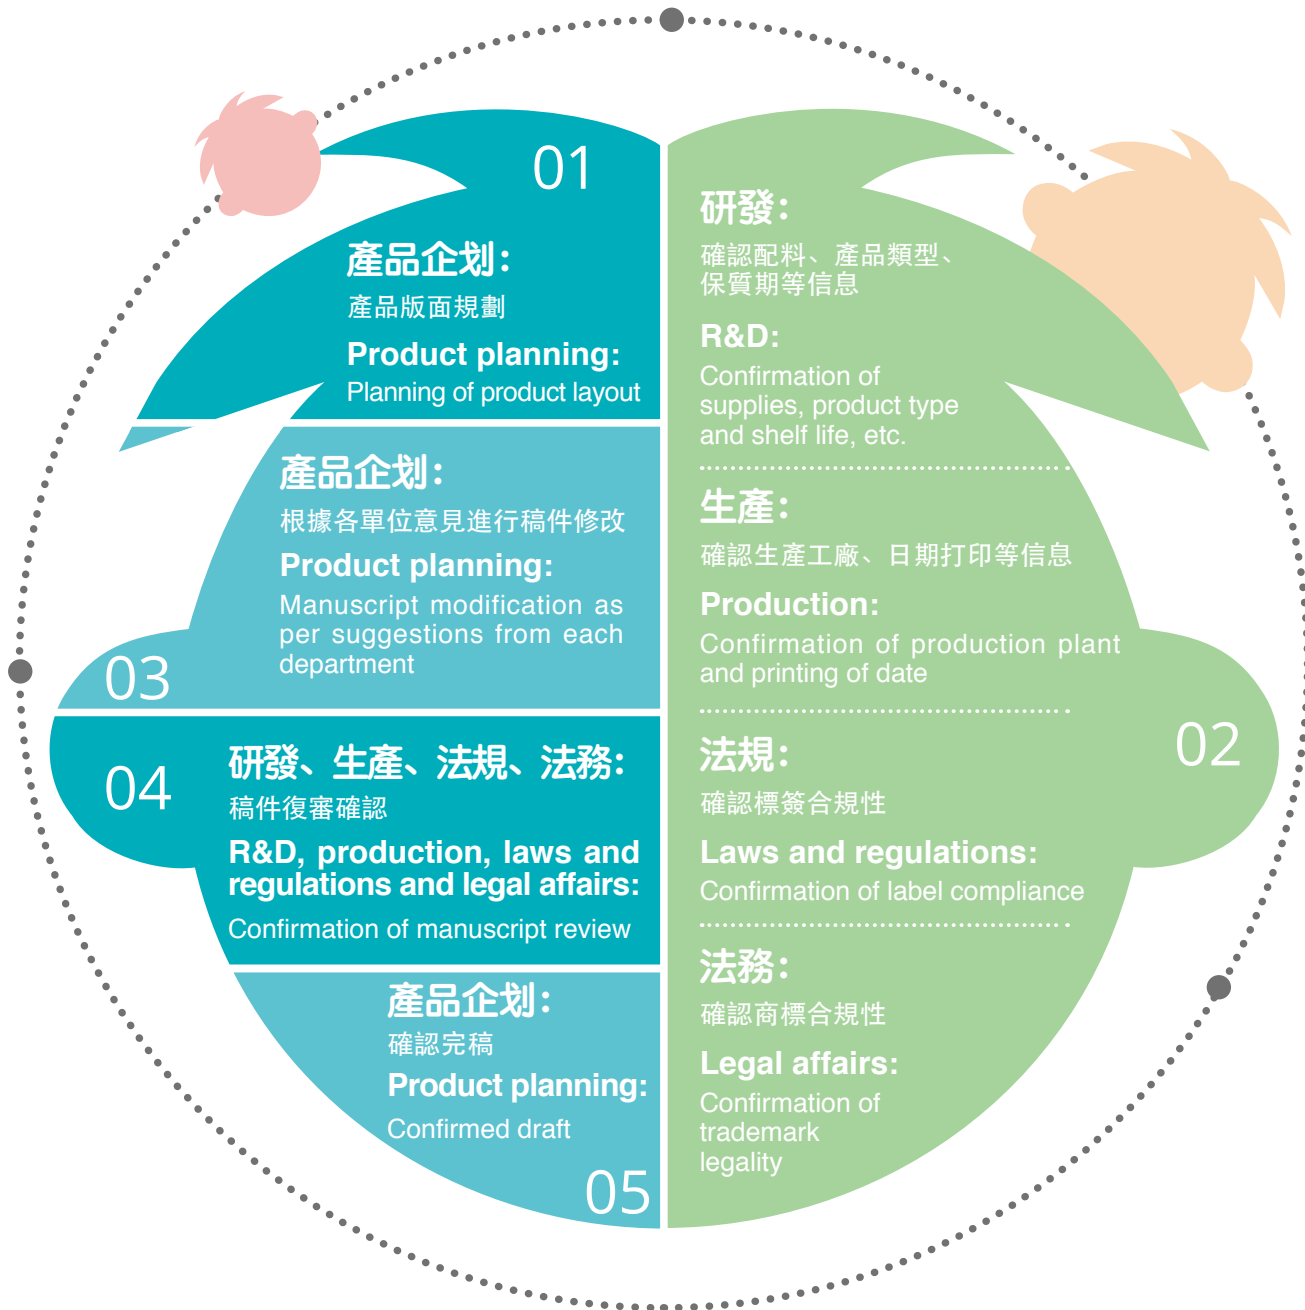 01
產品企划：
產品版面規劃
Product planning:
Planning of product layout
研發：
確認配料、產品類型、
保質期等信息
R&D:
Confirmation of
supplies, product type
and shelf life, etc.
生產：
確認生產工廠、日期打印等信息
Production:
Confirmation of production plant
and printing of date
法規：
確認標簽合規性
Laws and regulations:
Confirmation of label compliance
法務：
確認商標合規性
Legal affairs:
Confirmation of
trademark
legality
02
產品企划：
根據各單位意見進行稿件修改
Product planning:
Manuscript modification as
per suggestions from each
department
03
04
研發、生產、法規、法務：
稿件復審確認
R&D, production, laws and
regulations and legal affairs:
Confirmation of manuscript review
產品企划：
確認完稿
Product planning:
Confirmed draft
05